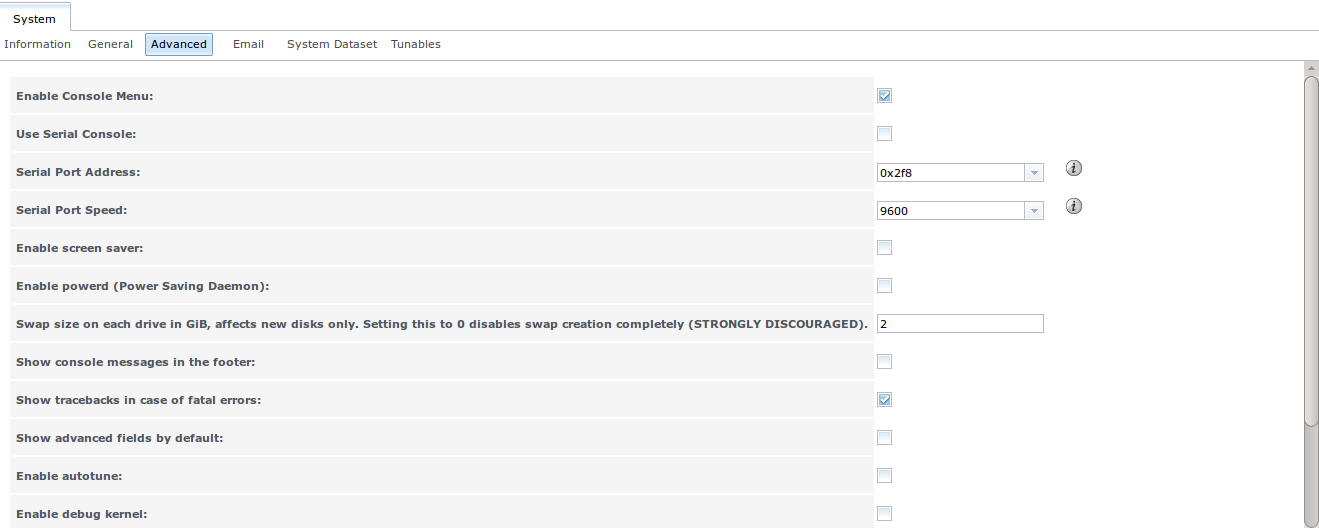 System
Information General Advanced Email System Dataset Tunables
Enable Console Menu:
Use Serial Console:
Serial Port Address: 0x2f8 i
Serial Port Speed: 9600 i
Enable screen saver:
Enable powerd (Power Saving Daemon):
Swap size on each drive in GiB, affects new disks only. Setting this to 0 disables swap creation completely (STRONGLY DISCOURAGED). 2
Show console messages in the footer:
Show tracebacks in case of fatal errors:
Show advanced fields by default:
Enable autotune:
Enable debug kernel: